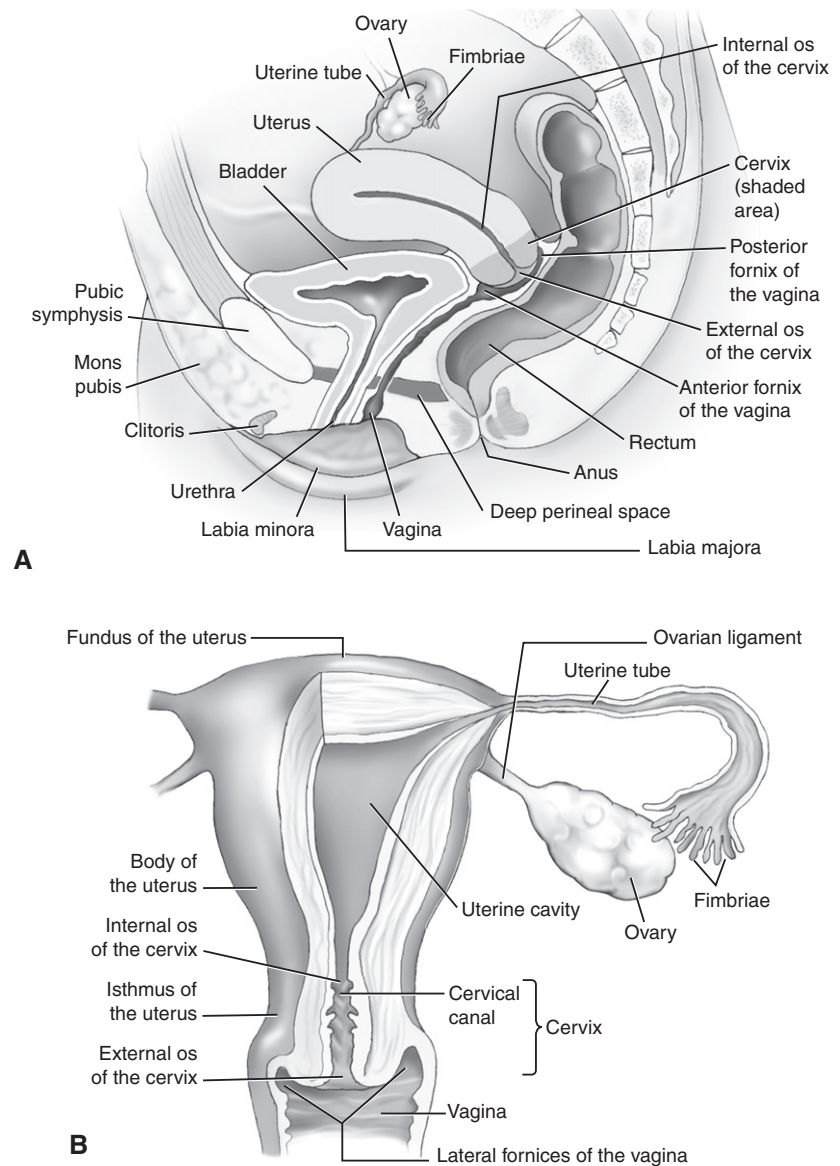 Ovary
Fimbriae
Uterine tube
Uterus
Bladder
Internal os
of the cervix
Cervix
(shaded
area)
Posterior
fornix of
the vagina
Pubic
symphysis
External os
of the cervix
Mons
pubis
Anterior fornix
of the vagina
Clitoris
Rectum
Anus
Urethra
Deep perineal space
Labia minora
Vagina
Labia majora
A
Fundus of the uterus
Ovarian ligament
Uterine tube
Body of
the uterus
Fimbriae
Uterine cavity
Ovary
Internal os
of the cervix
Isthmus of
the uterus
Cervical
canal
Cervix
External os
of the cervix
Vagina
B
Lateral fornices of the vagina